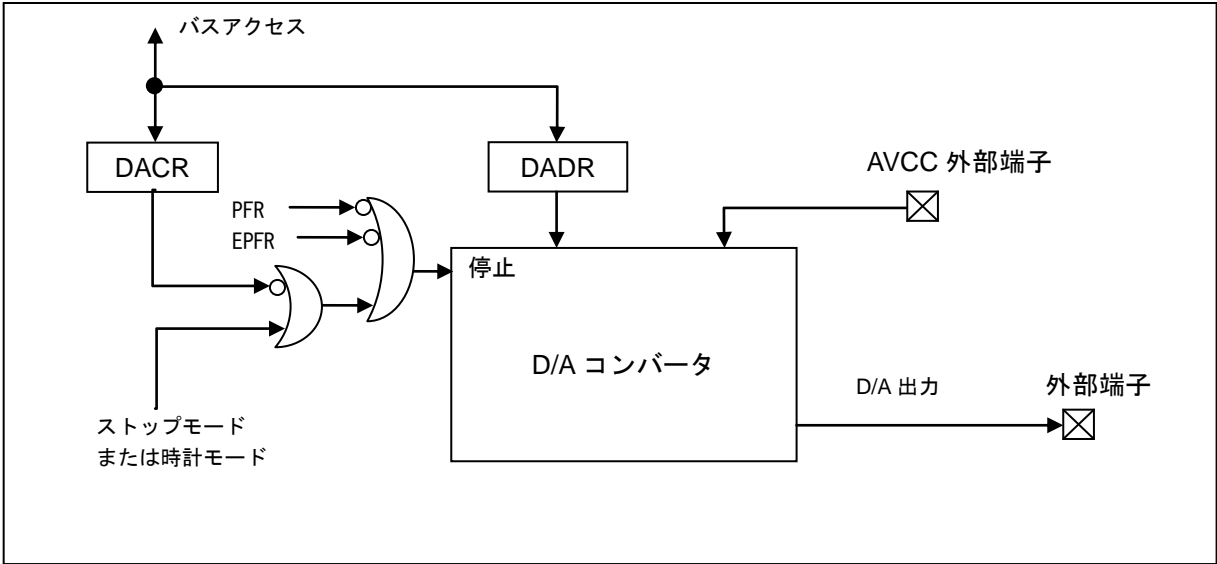 バスアクセス
DACR
DADR
AVCC 外部端子
PFR
EPFR
停止
D/A コンバータ
D/A 出力
外部端子
ストップモード
または時計モード